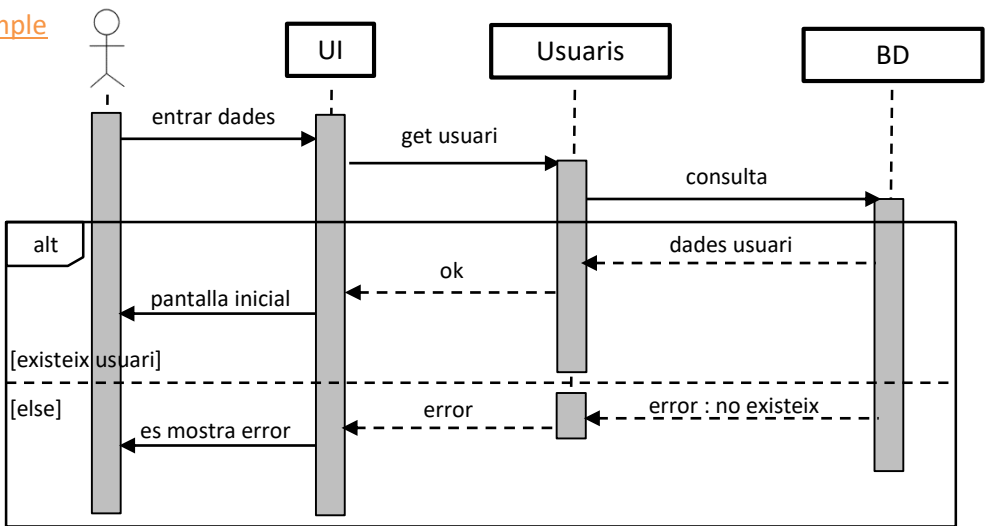 UI
Usuaris
BD
entrar dades
get usuari
consulta
alt
dades usuari
ok
pantalla inicial
[existeix usuari]
[else]
error
error : no existeix
es mostra error